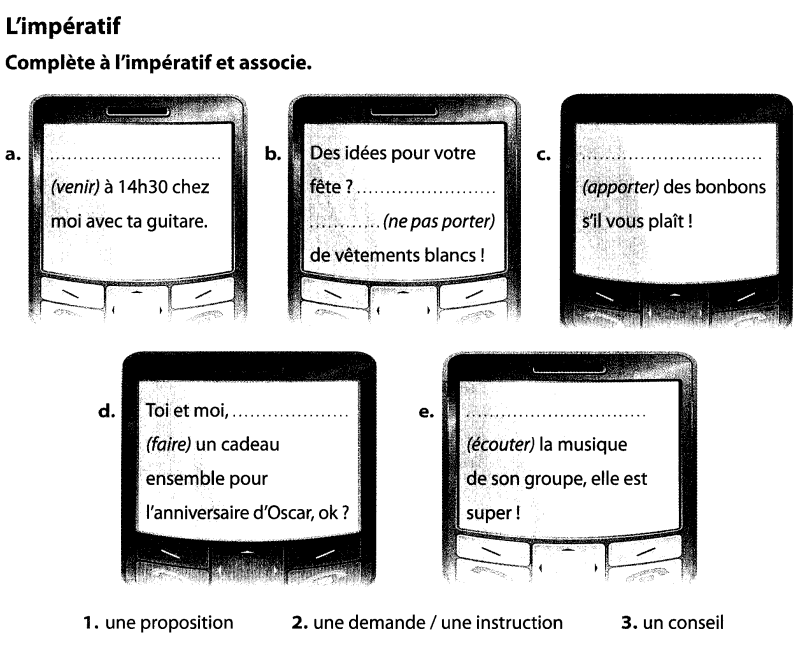 L'impératif
Complète à l'impératif et associe.
a. ..............................
(venir) à 14h30 chez
moi avec ta guitare.
b. Des idées pour votre
fête ? ........................
............ (ne pas porter)
de vêtements blancs !
c. ...............................
(apporter) des bonbons
s'il vous plaît !
d. Toi et moi, ....................
(faire) un cadeau
ensemble pour
l'anniversaire d'Oscar, ok ?
e. ...............................
(écouter) la musique
de son groupe, elle est
super !
1. une proposition 2. une demande / une instruction 3. un conseil